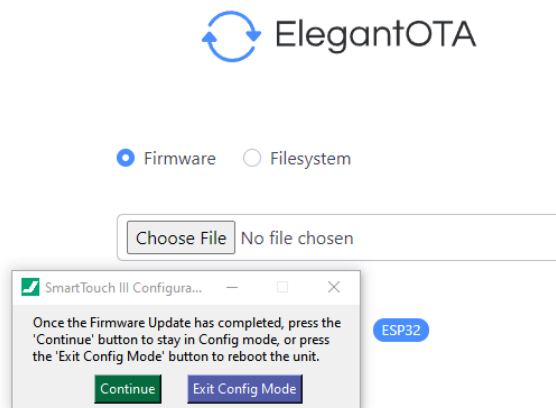 ElegantOTA
Firmware Filesystem
Choose File No file chosen
SmartTouch III Configura...
ESP32
Once the Firmware Update has completed, press the
'Continue' button to stay in Config mode, or press
the 'Exit Config Mode' button to reboot the unit.
Continue Exit Config Mode